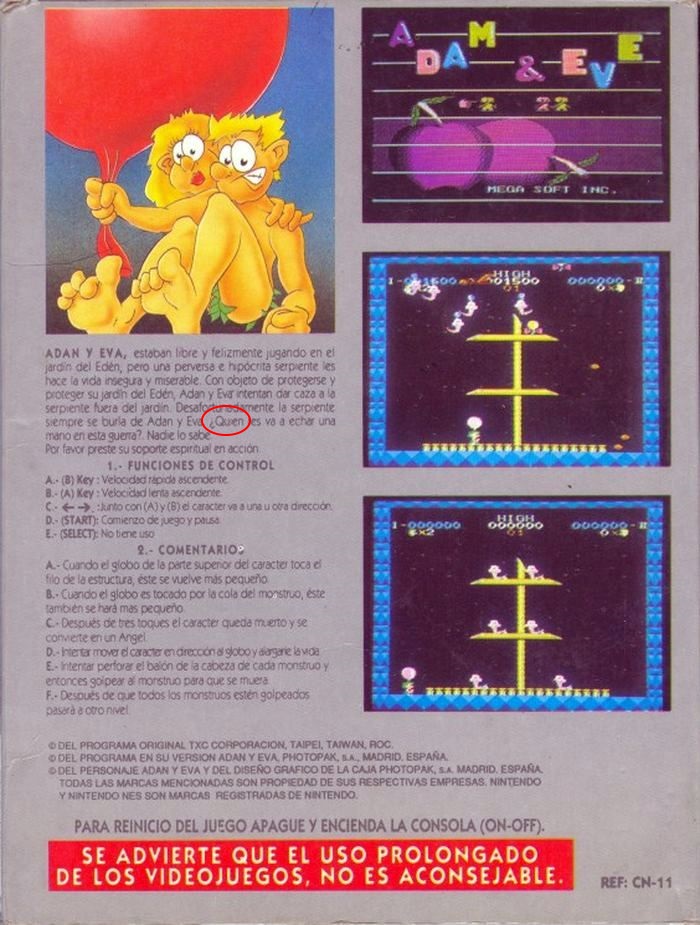 ADAM
& EVE
MEGA SOFT INC.
ADAN Y EVA, estaban libre y felizmente jugando en el
jardín del Edén, pero una perversa e hipócrita serpiente les
hace la vida insegura y miserable. Con objeto de protegerse y
proteger su jardín del Edén, Adan y Eva intentan dar caza a la
serpiente fuera del jardín. Desafortunadamente la serpiente
siempre se burla de Adan y Eva ¿Quien les va a echar una
mano en esta guerra? Nadie lo sabe
Por favor preste su soporte espiritual en acción.
1.- FUNCIONES DE CONTROL
A.- (B) Key : Velocidad rápida ascendente.
B.- (A) Key : Velocidad lenta ascendente.
C.- ←→. :Junto con (A) y (B) el caracter va a una u otra dirección.
D.- (START): Comienzo de juego y pausa.
E.- (SELECT): No tiene uso
2.- COMENTARIOS
A.- Cuando el globo de la parte superior del caracter toca el
filo de la estructura, éste se vuelve más pequeño.
B.- Cuando el globo es tocado por la cola del monstruo, éste
también se hará mas pequeño.
C.- Después de tres toques el caracter queda muerto y se
convierte en un Angel.
D.- Intentar mover el caracter en dirección al globo y alargarle la vida.
E.- Intentar perforar el balón de la cabeza de cada monstruo y
entonces golpear al monstruo para que se muera.
F.- Después de que todos los monstruos estén golpeados
pasará a otro nivel.
HIGH
01500
000000-
01
HIGH
-000000
000000
000000-
01
© DEL PROGRAMA ORIGINAL TXC CORPORACION, TAIPEI, TAIWAN, ROC.
© DEL PROGRAMA EN SU VERSION ADAN Y EVA, PHOTOPAK, S.A., MADRID. ESPAÑA.
© DEL PERSONAJE ADAN Y EVA Y DEL DISEÑO GRAFICO DE LA CAJA PHOTOPAK, S.A. MADRID. ESPAÑA.
TODAS LAS MARCAS MENCIONADAS SON PROPIEDAD DE SUS RESPECTIVAS EMPRESAS. NINTENDO
Y NINTENDO NES SON MARCAS REGISTRADAS DE NINTENDO.
PARA REINICIO DEL JUEGO APAGUE Y ENCIENDA LA CONSOLA (ON-OFF).
SE ADVIERTE QUE EL USO PROLONGADO
DE LOS VIDEOJUEGOS, NO ES ACONSEJABLE.
REF: CN-11